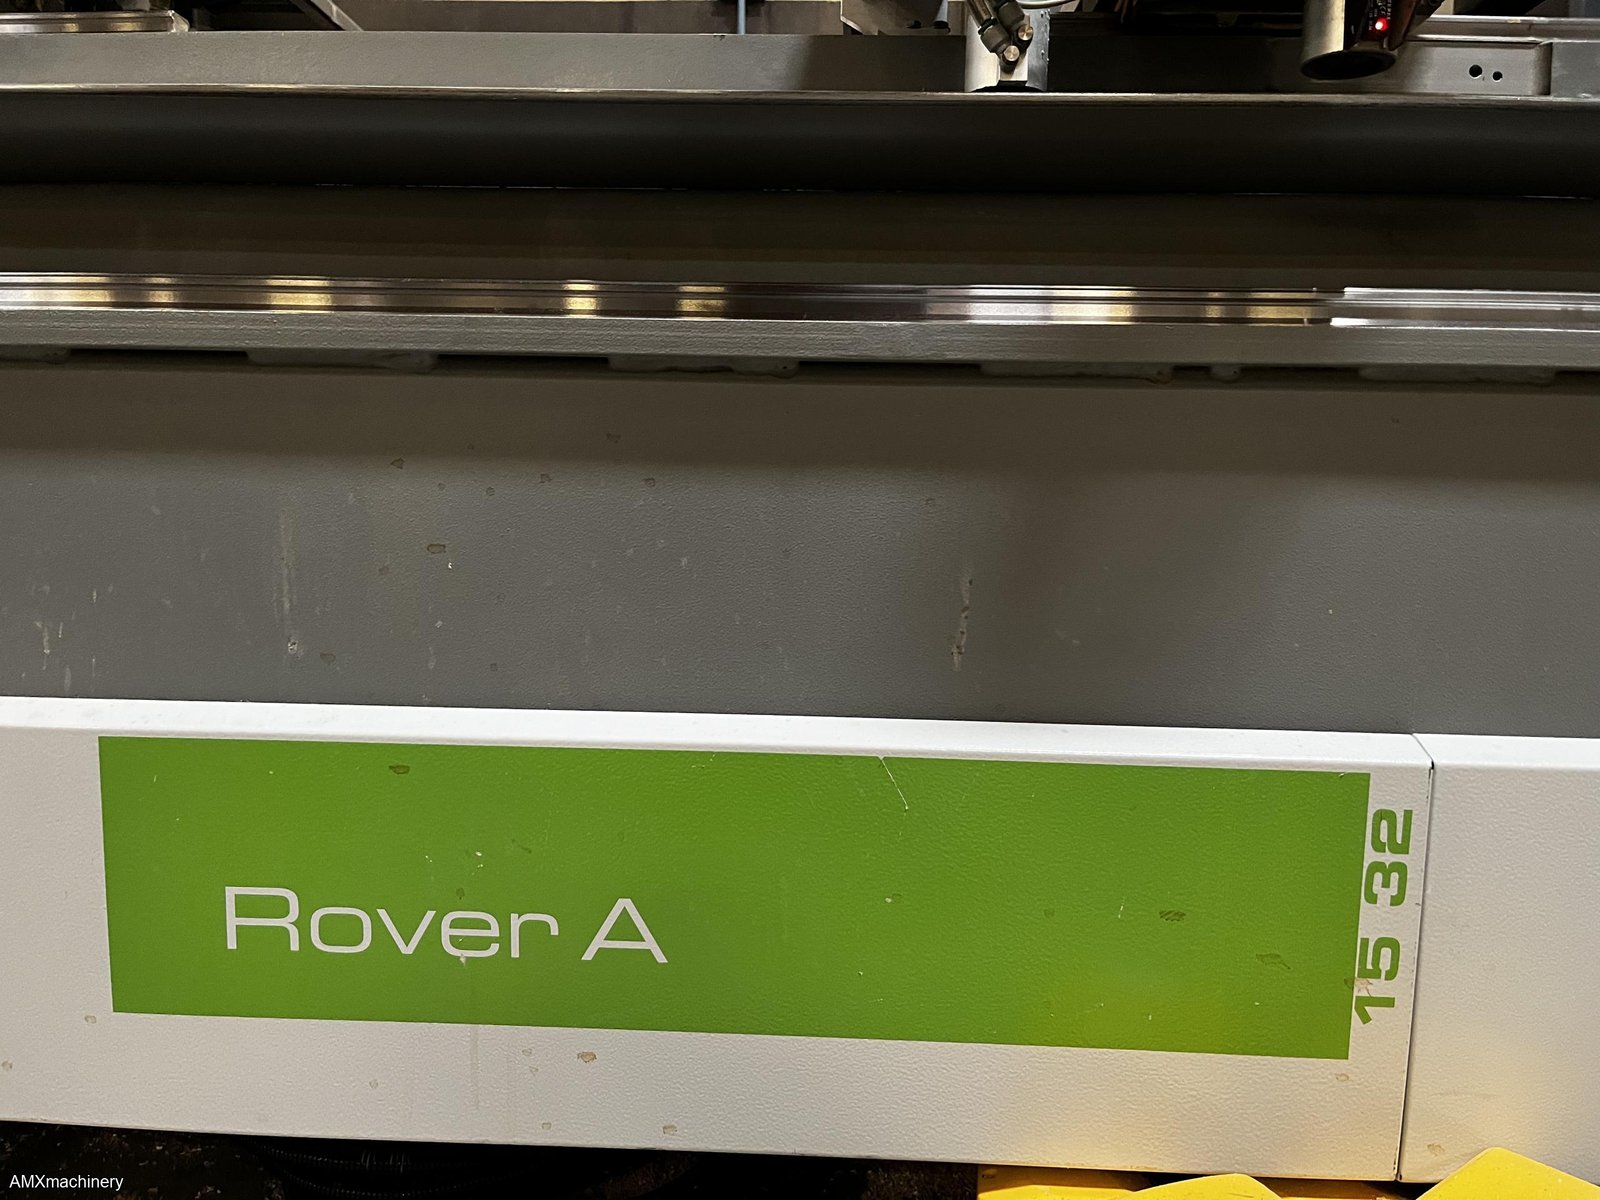 Rover A
15 32
AMXmachinery